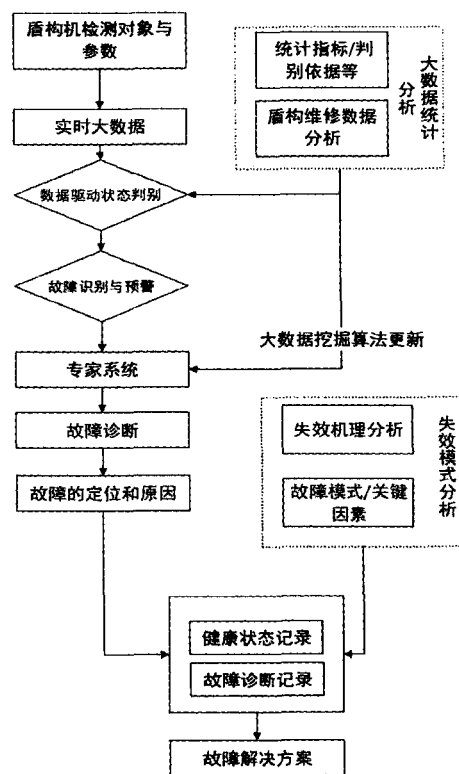 盾构机检测对象与
参数
实时大数据
数据驱动状态判别
故障识别与预警
专家系统
故障诊断
故障的定位和原因
统计指标/判
别依据等
盾构维修数据
分析
大数据统计
分析
大数据挖掘算法更新
失效机理分析
故障模式/关键
因素
失效模式分析
健康状态记录
故障诊断记录
故障解决方案